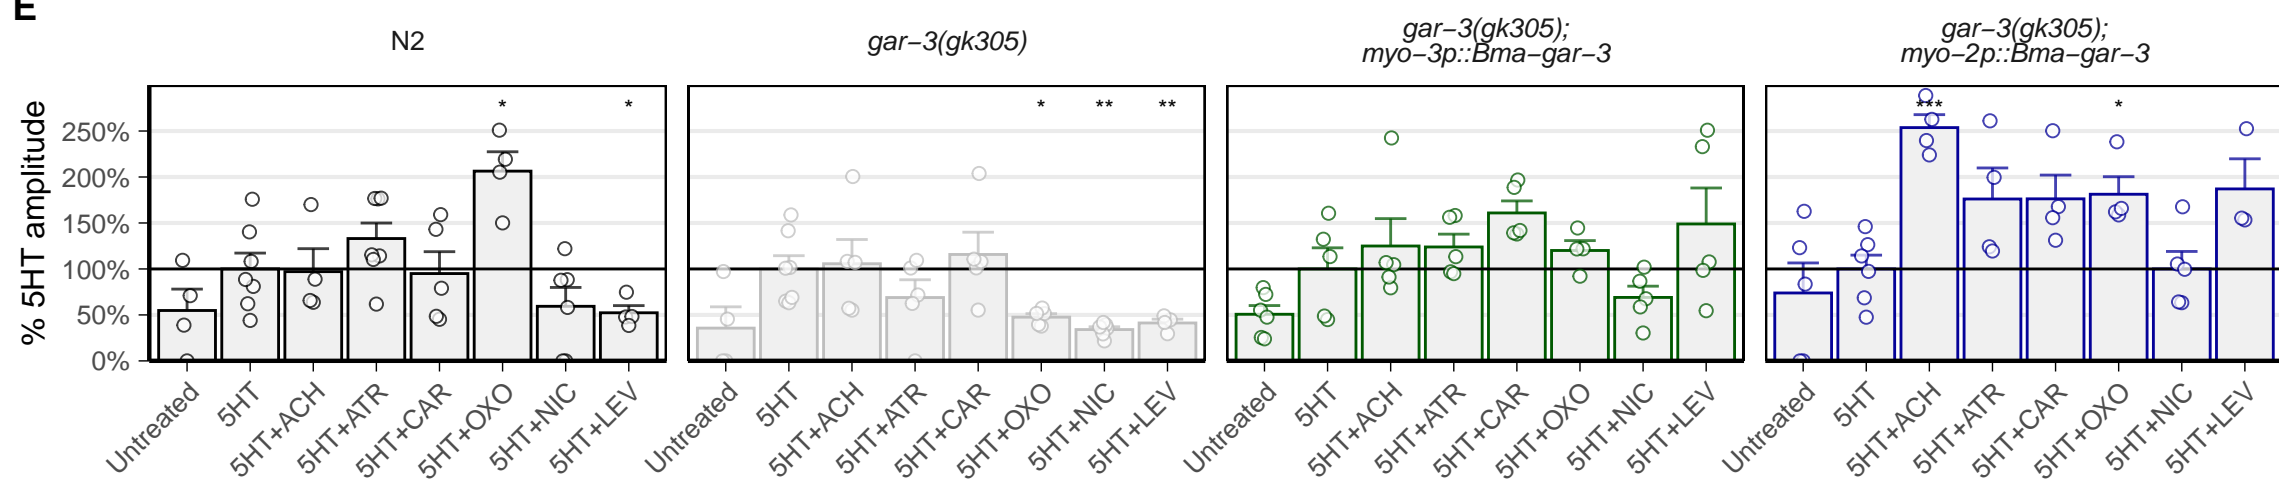 E
N2
gar−3(gk305)
gar−3(gk305);
myo−3p::Bma−gar−3
gar−3(gk305);
myo−2p::Bma−gar−3
% 5HT amplitude
250%
200%
150%
100%
50%
0%
*
*
*
**
**
***
*
Untreated
5HT
5HT+ACH
5HT+ATR
5HT+CAR
5HT+OXO
5HT+NIC
5HT+LEV
Untreated
5HT
5HT+ACH
5HT+ATR
5HT+CAR
5HT+OXO
5HT+NIC
5HT+LEV
Untreated
5HT
5HT+ACH
5HT+ATR
5HT+CAR
5HT+OXO
5HT+NIC
5HT+LEV
Untreated
5HT
5HT+ACH
5HT+ATR
5HT+CAR
5HT+OXO
5HT+NIC
5HT+LEV